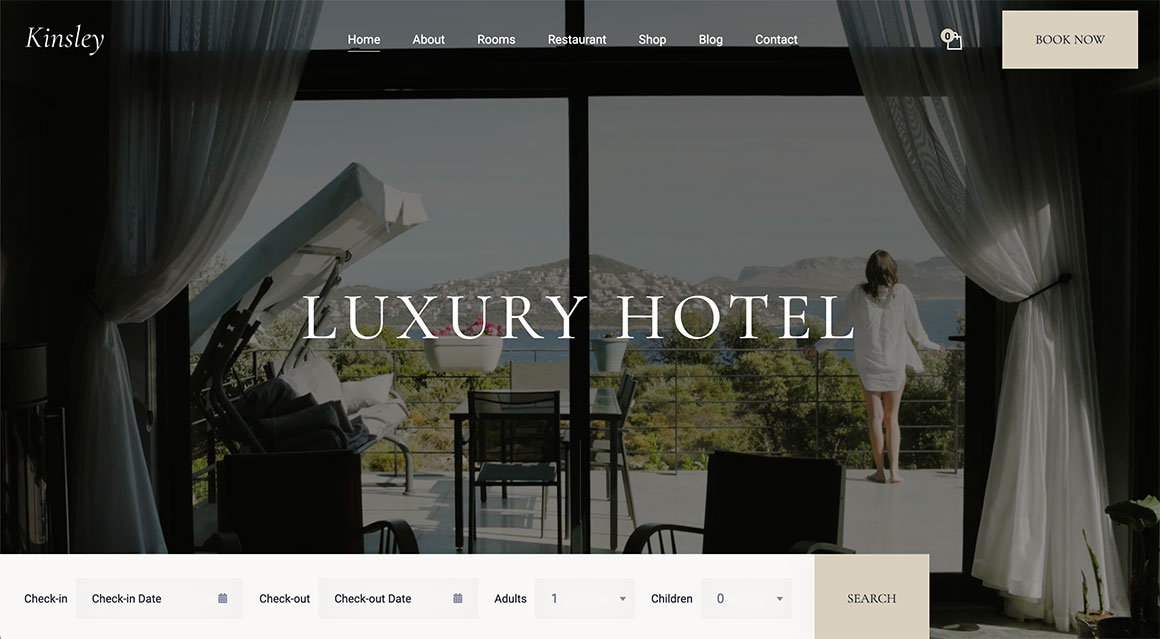 Kinsley
Home About Rooms Restaurant Shop Blog Contact
0
BOOK NOW
LUXURY HOTEL
Check-in Check-in Date Check-out Check-out Date Adults 1 Children 0 SEARCH